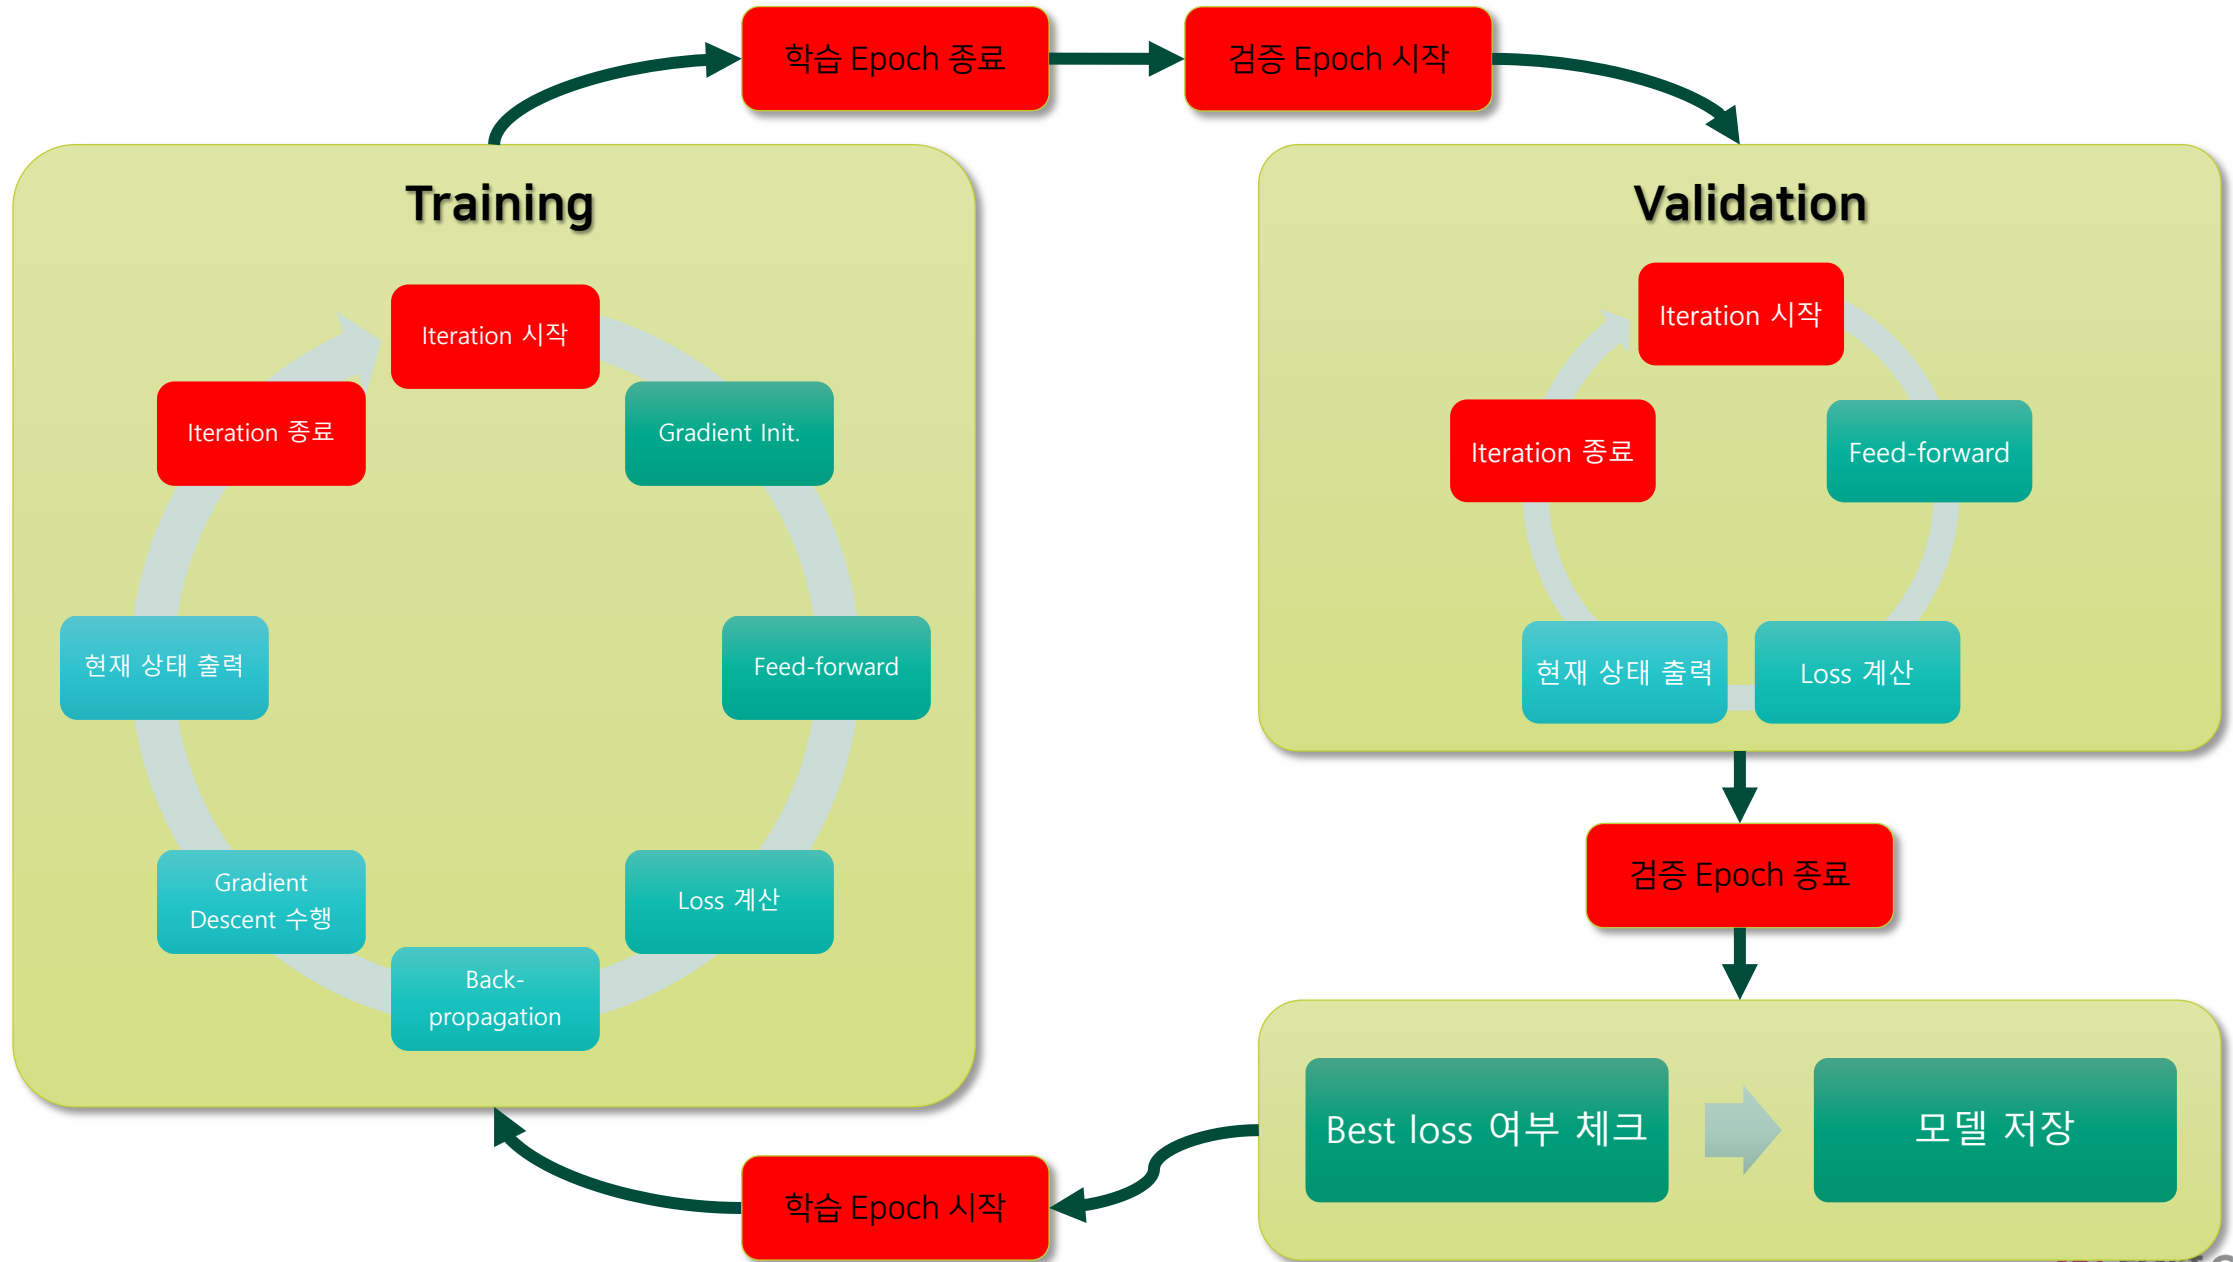 학습 Epoch 종료
검증 Epoch 시작
Training
Iteration 시작
Gradient Init.
Feed-forward
Loss 계산
Back-
propagation
Gradient
Descent 수행
현재 상태 출력
Iteration 종료
Validation
Iteration 시작
Feed-forward
Loss 계산
현재 상태 출력
Iteration 종료
검증 Epoch 종료
Best loss 여부 체크
모델 저장
학습 Epoch 시작